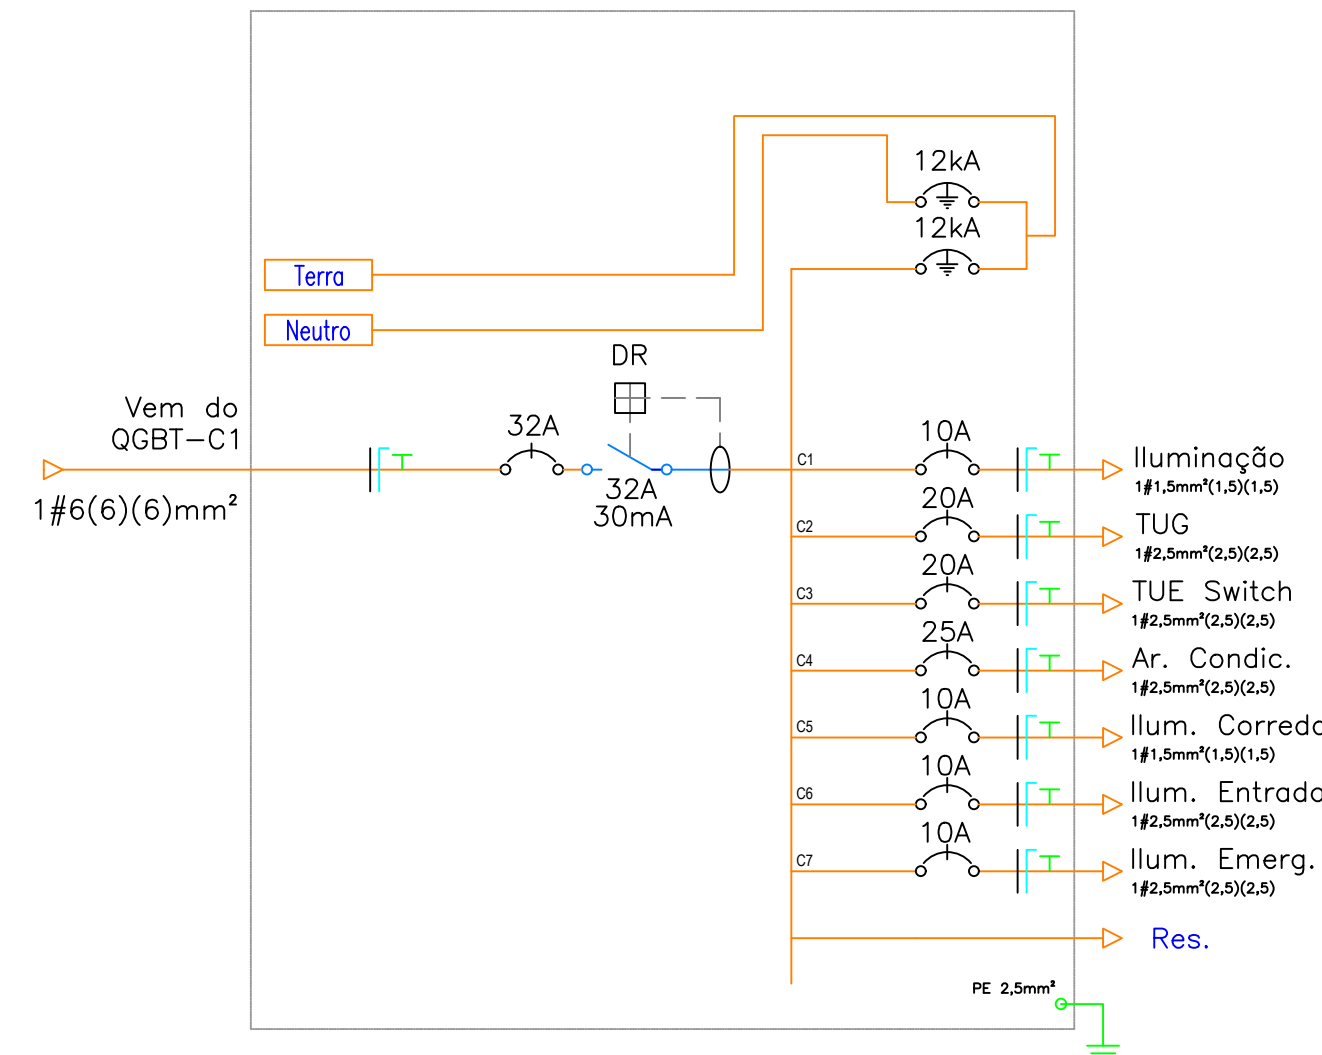 12kA
12kA
Terra
Neutro
DR
Vem do
QGBT-C1
1#6(6)(6)mm²
32A
32A
30mA
C1
10A
Iluminação
1#1,5mm²(1,5)(1,5)
C2
20A
TUG
1#2,5mm²(2,5)(2,5)
C3
20A
TUE Switch
1#2,5mm²(2,5)(2,5)
C4
25A
Ar. Condic.
1#2,5mm²(2,5)(2,5)
C5
10A
Ilum. Corredo
1#1,5mm²(1,5)(1,5)
C6
10A
Ilum. Entrada
1#2,5mm²(2,5)(2,5)
C7
10A
Ilum. Emerg.
1#2,5mm²(2,5)(2,5)
Res.
PE 2,5mm²